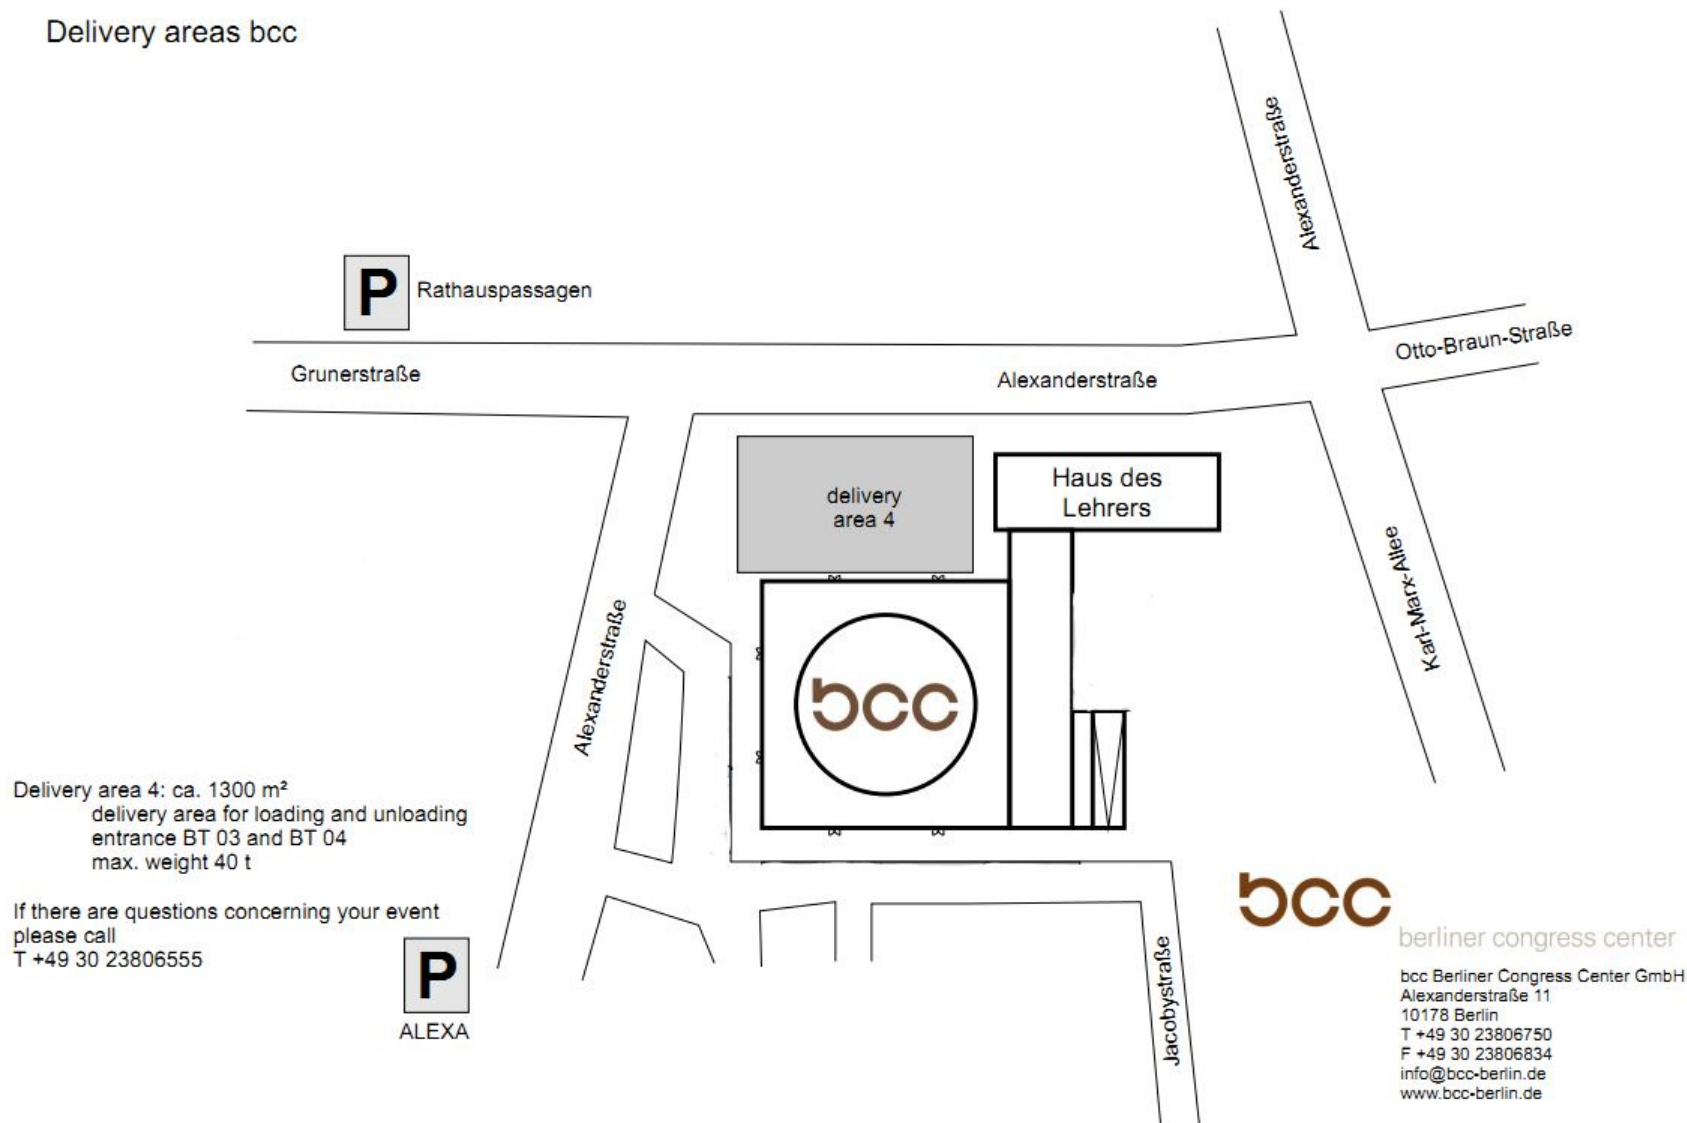 Delivery areas bcc
Alexanderstraße
P
Rathauspassagen
Otto-Braun-Straße
Grunerstraße
Alexanderstraße
delivery
area 4
Haus des
Lehrers
Karl-Marx-Allee
Alexanderstraße
bcc
Delivery area 4: ca. 1300 m²
delivery area for loading and unloading
entrance BT 03 and BT 04
max. weight 40 t
If there are questions concerning your event
please call
T +49 30 23806555
P
ALEXA
Jacobystraße
bcc
berliner congress center
bcc Berliner Congress Center GmbH
Alexanderstraße 11
10178 Berlin
T +49 30 23806750
F +49 30 23806834
info@bcc-berlin.de
www.bcc-berlin.de